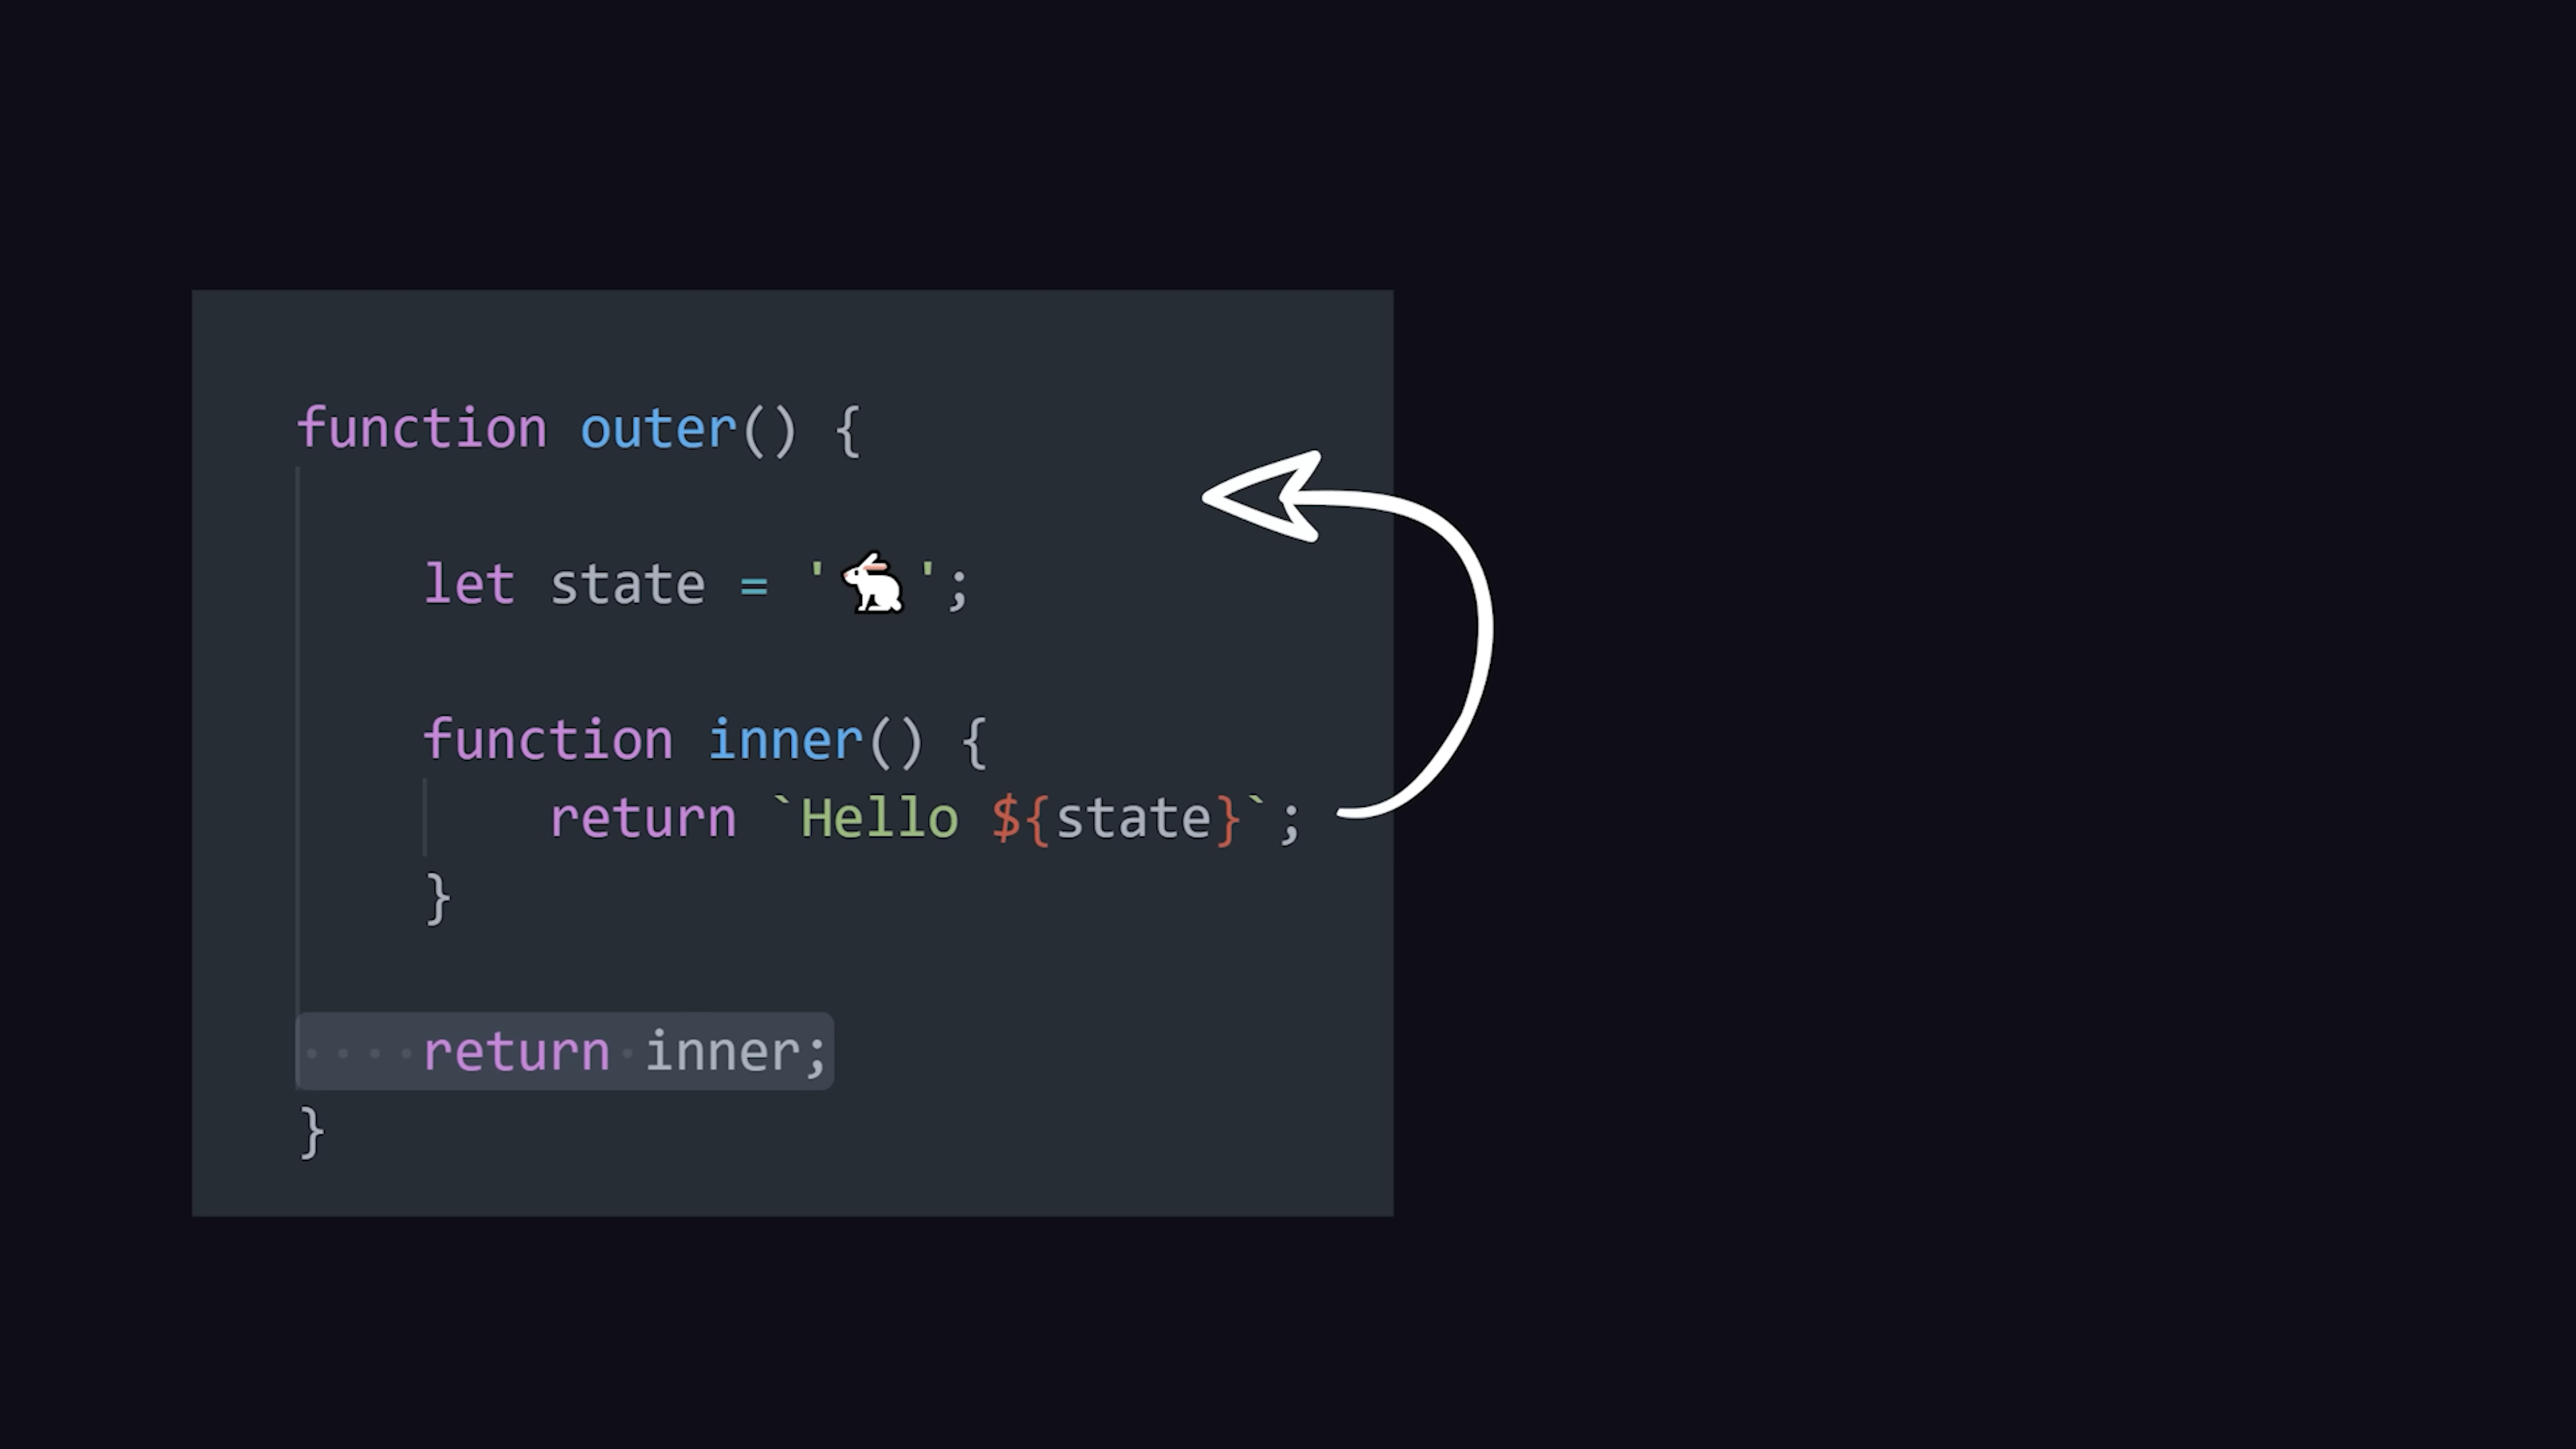 function outer() {
let state = '🐇';
function inner() {
return `Hello ${state}`;
}
return inner;
}